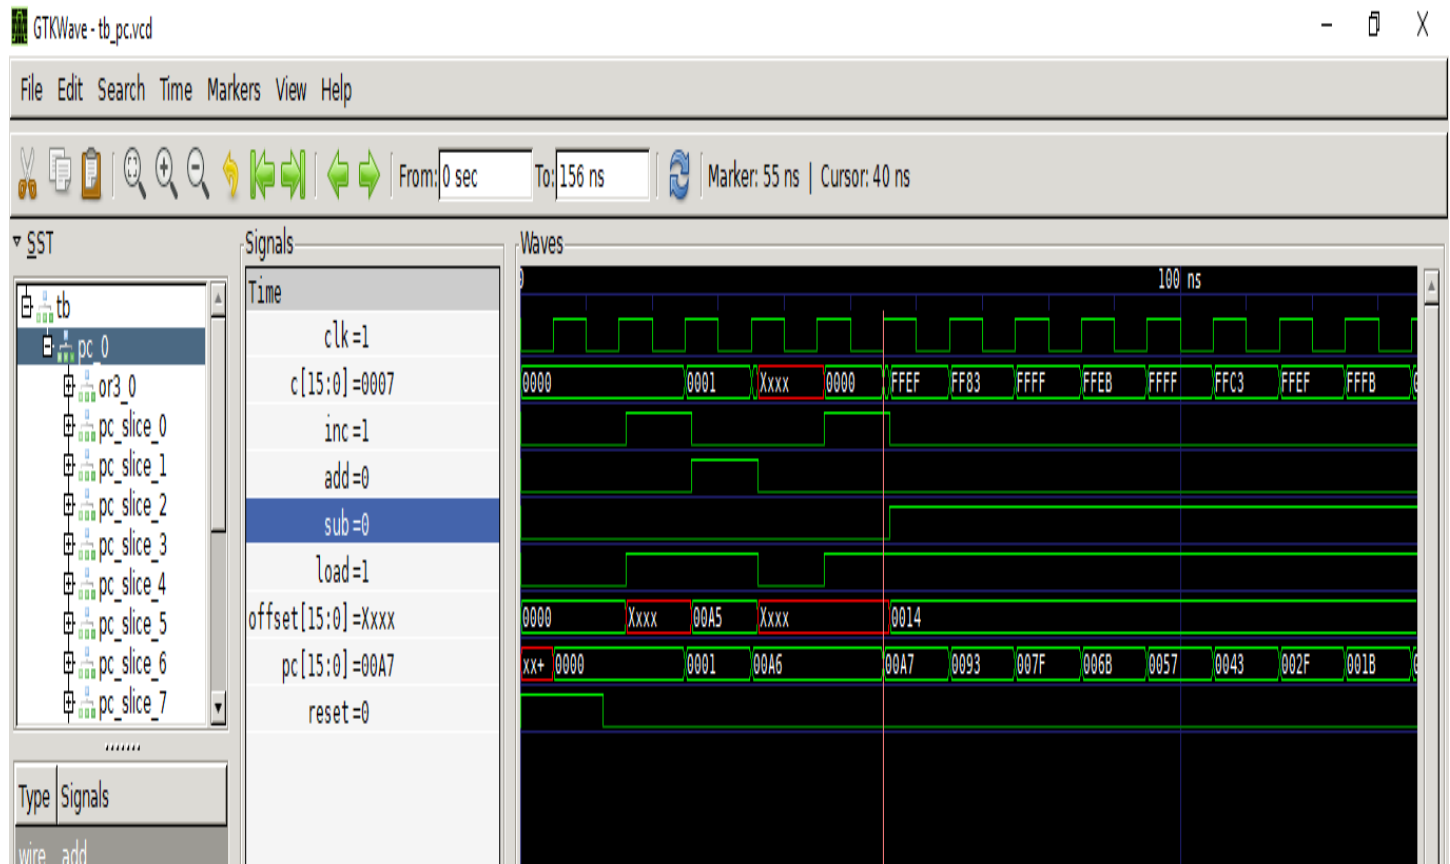 GTKWave - tb_pc.vcd
File Edit Search Time Markers View Help
From: 0 sec To: 156 ns Marker: 55 ns | Cursor: 40 ns
SST
tb
pc_0
or3_0
pc_slice_0
pc_slice_1
pc_slice_2
pc_slice_3
pc_slice_4
pc_slice_5
pc_slice_6
pc_slice_7
Type Signals
wire add
Signals
Time
clk=1
c[15:0]=0007
inc=1
add=0
sub=0
load=1
offset[15:0]=Xxxx
pc[15:0]=00A7
reset=0
Waves
100 ns
0000 0001 Xxxx 0000 FFEF FF83 FFFF FFEB FFFF FFC3 FFEF FFFB
0000 Xxxx 00A5 Xxxx 0014
xx+ 0000 0001 00A6 00A7 0093 007F 006B 0057 0043 002F 001B